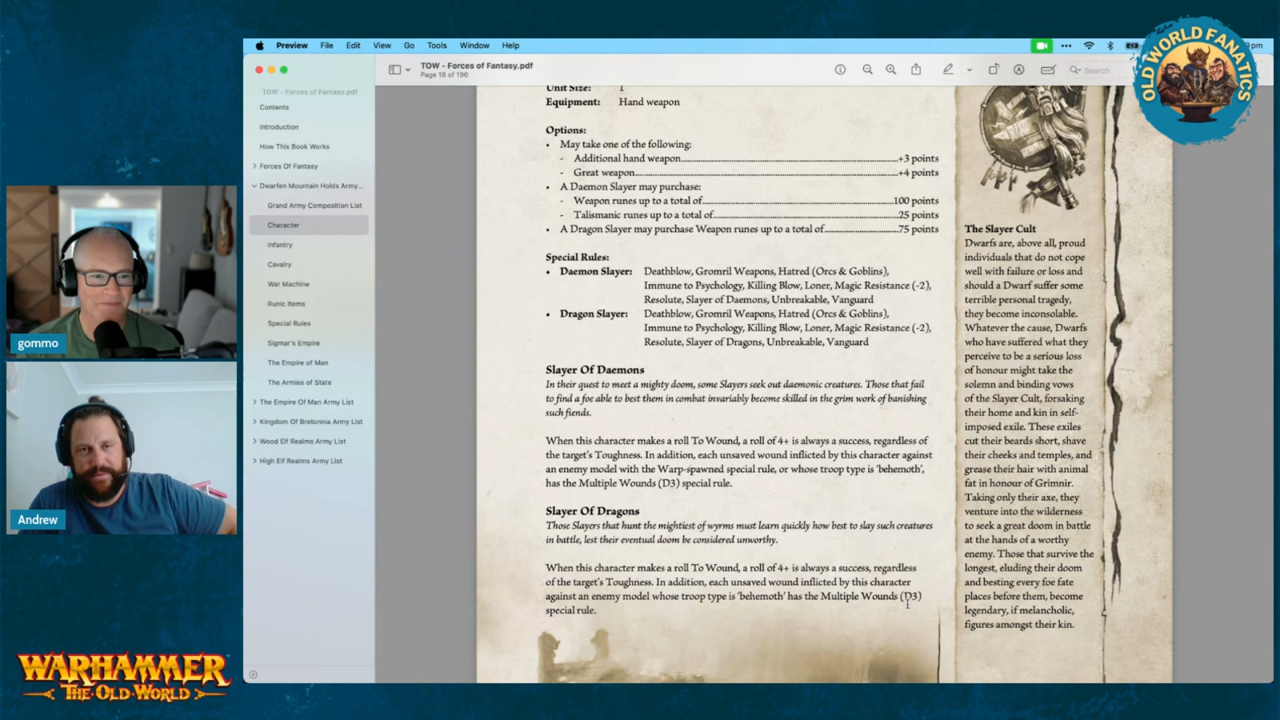 Preview File Edit View Go Tools Window Help
TOW - Forces of Fantasy.pdf
Page 18 of 196
Search
OLD WORLD FANATICS
TOW - Forces of Fantasy.pdf
Contents
Introduction
How This Book Works
Forces Of Fantasy
Dwarfen Mountain Holds Army...
Grand Army Composition List
Character
Infantry
Cavalry
War Machine
Runic Items
Special Rules
Sigmar's Empire
The Empire of Man
The Armies of State
The Empire Of Man Army List
Kingdom Of Bretonnia Army List
Wood Elf Realms Army List
High Elf Realms Army List
Unit Size: 1
Equipment: Hand weapon
Options:
• May take one of the following:
- Additional hand weapon +3 points
- Great weapon +4 points
• A Daemon Slayer may purchase:
- Weapon runes up to a total of 100 points
- Talismanic runes up to a total of 25 points
• A Dragon Slayer may purchase Weapon runes up to a total of 75 points
Special Rules:
• Daemon Slayer: Deathblow, Gromril Weapons, Hatred (Orcs & Goblins),
Immune to Psychology, Killing Blow, Loner, Magic Resistance (-2),
Resolute, Slayer of Daemons, Unbreakable, Vanguard
• Dragon Slayer: Deathblow, Gromril Weapons, Hatred (Orcs & Goblins),
Immune to Psychology, Killing Blow, Loner, Magic Resistance (-2),
Resolute, Slayer of Dragons, Unbreakable, Vanguard
Slayer Of Daemons
In their quest to meet a mighty doom, some Slayers seek out daemonic creatures. Those that fail
to find a foe able to best them in combat invariably become skilled in the grim work of banishing
such fiends.
When this character makes a roll To Wound, a roll of 4+ is always a success, regardless of
the target's Toughness. In addition, each unsaved wound inflicted by this character against
an enemy model with the Warp-spawned special rule, or whose troop type is 'behemoth',
has the Multiple Wounds (D3) special rule.
Slayer Of Dragons
Those Slayers that hunt the mightiest of wyrms must learn quickly how best to slay such creatures
in battle, lest their eventual doom be considered unworthy.
When this character makes a roll To Wound, a roll of 4+ is always a success, regardless
of the target's Toughness. In addition, each unsaved wound inflicted by this character
against an enemy model whose troop type is 'behemoth' has the Multiple Wounds (D3)
special rule.
The Slayer Cult
Dwarfs are, above all, proud
individuals that do not cope
well with failure or loss and
should a Dwarf suffer some
terrible personal tragedy,
they become inconsolable.
Whatever the cause, Dwarfs
who have suffered what they
perceive to be a serious loss
of honour might take the
solemn and binding vows
of the Slayer Cult, forsaking
their home and kin in self-
imposed exile. These exiles
cut their beards short, shave
their cheeks and temples, and
grease their hair with animal
fat in honour of Grimnir.
Taking only their axe, they
venture into the wilderness
to seek a great doom in battle
at the hands of a worthy
enemy. Those that survive the
longest, eluding their doom
and besting every foe fate
places before them, become
legendary, if melancholic,
figures amongst their kin.
gommo
Andrew
WARHAMMER
THE·OLD·WORLD